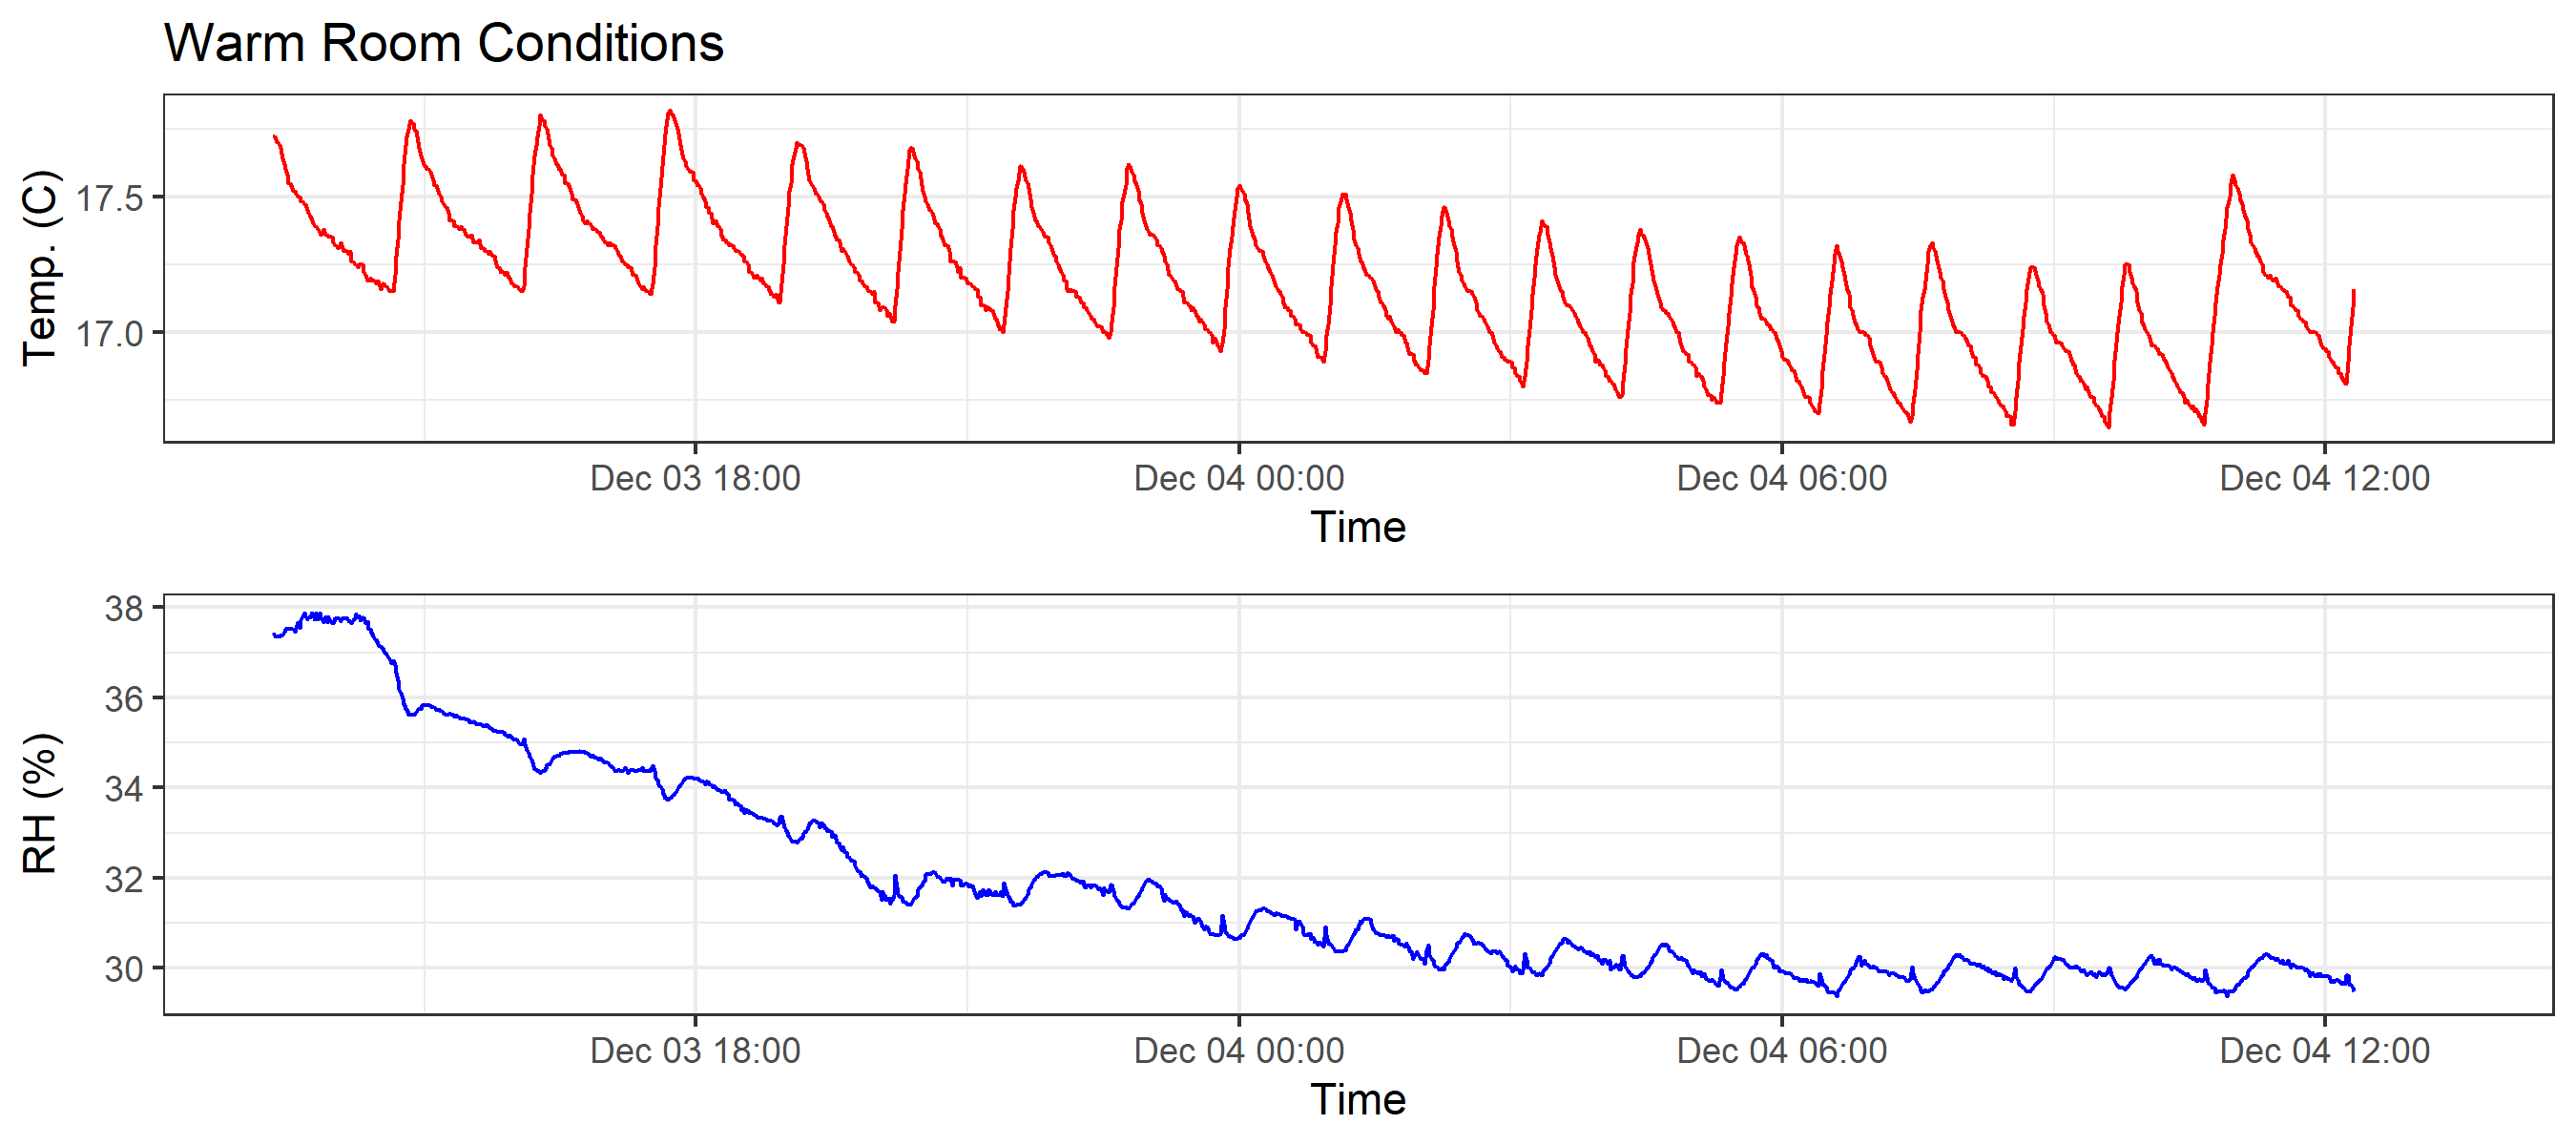 Warm Room Conditions
Temp. (C)
17.5
17.0
Dec 03 18:00 Dec 04 00:00 Dec 04 06:00 Dec 04 12:00
Time
RH (%)
38
36
34
32
30
Dec 03 18:00 Dec 04 00:00 Dec 04 06:00 Dec 04 12:00
Time